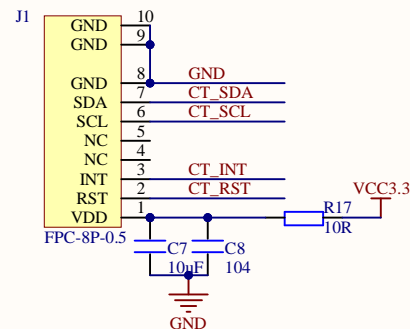 J1
GND 10
GND 9
GND 8 GND
SDA 7 CT_SDA
SCL 6 CT_SCL
NC 5
NC 4
INT 3 CT_INT
RST 2 CT_RST
VDD 1
R17 VCC3.3
10R
FPC-8P-0.5
C7 C8
10uF 104
GND